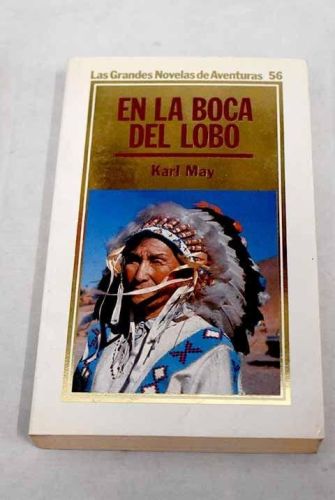 Las Grandes Novelas de Aventuras 56
EN LA BOCA
DEL LOBO
Karl May